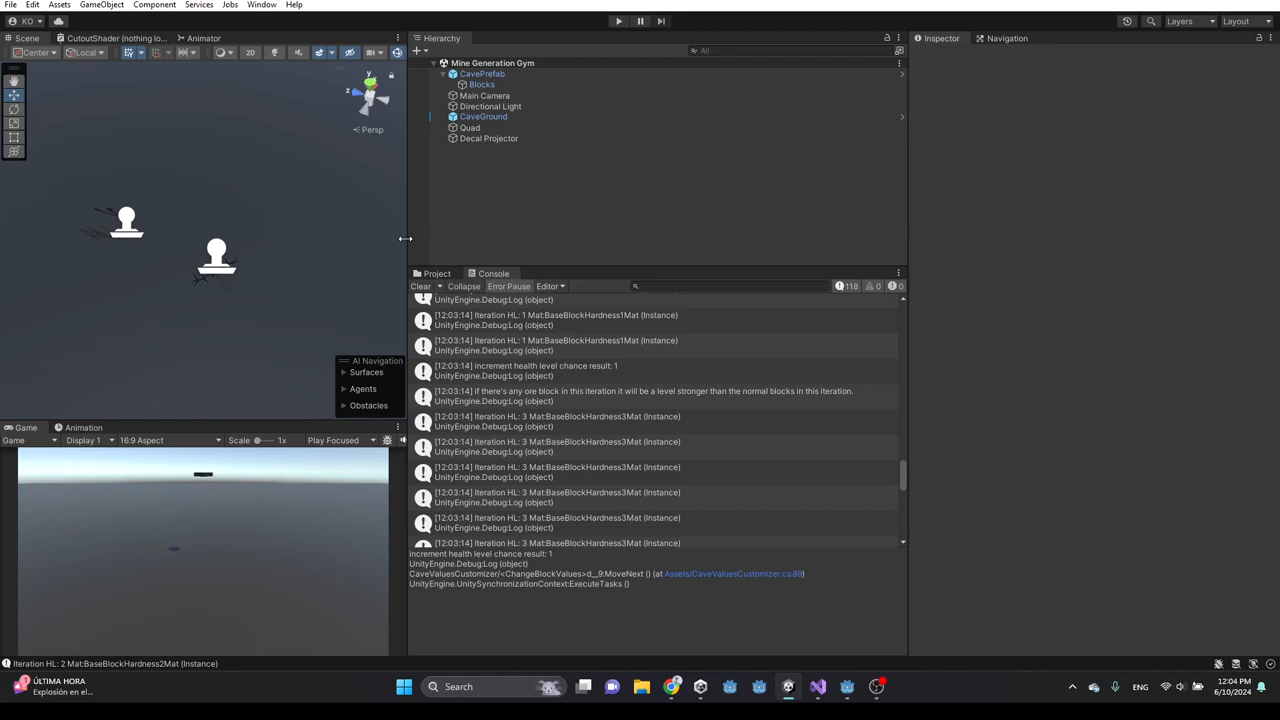 File Edit Assets GameObject Component Services Jobs Window Help
KO Layers Layout
Scene CutoutShader (nothing lo... Animator
Center Local 2D
y
z
Persp
AI Navigation
Surfaces
Agents
Obstacles
Game Animation
Game Display 1 16:9 Aspect Scale 1x Play Focused
Hierarchy
All
Mine Generation Gym
CavePrefab
Blocks
Main Camera
Directional Light
CaveGround
Quad
Decal Projector
Project Console
Clear Collapse Error Pause Editor 118 0 0
UnityEngine.Debug:Log (object)
[12:03:14] Iteration HL: 1 Mat:BaseBlockHardness1Mat (Instance)
UnityEngine.Debug:Log (object)
[12:03:14] Iteration HL: 1 Mat:BaseBlockHardness1Mat (Instance)
UnityEngine.Debug:Log (object)
[12:03:14] increment health level chance result: 1
UnityEngine.Debug:Log (object)
[12:03:14] if there's any ore block in this iteration it will be a level stronger than the normal blocks in this iteration.
UnityEngine.Debug:Log (object)
[12:03:14] Iteration HL: 3 Mat:BaseBlockHardness3Mat (Instance)
UnityEngine.Debug:Log (object)
[12:03:14] Iteration HL: 3 Mat:BaseBlockHardness3Mat (Instance)
UnityEngine.Debug:Log (object)
[12:03:14] Iteration HL: 3 Mat:BaseBlockHardness3Mat (Instance)
UnityEngine.Debug:Log (object)
[12:03:14] Iteration HL: 3 Mat:BaseBlockHardness3Mat (Instance)
UnityEngine.Debug:Log (object)
[12:03:14] Iteration HL: 3 Mat:BaseBlockHardness3Mat (Instance)
UnityEngine.Debug:Log (object)
[12:03:14] Iteration HL: 3 Mat:BaseBlockHardness3Mat (Instance)
increment health level chance result: 1
UnityEngine.Debug:Log (object)
CaveValuesCustomizer/<ChangeBlockValues>d__9:MoveNext () (at Assets/CaveValuesCustomizer.cs:89)
UnityEngine.UnitySynchronizationContext:ExecuteTasks ()
Inspector Navigation
Iteration HL: 2 Mat:BaseBlockHardness2Mat (Instance)
1 ÚLTIMA HORA
Explosión en el...
Search
ENG
12:04 PM
6/10/2024